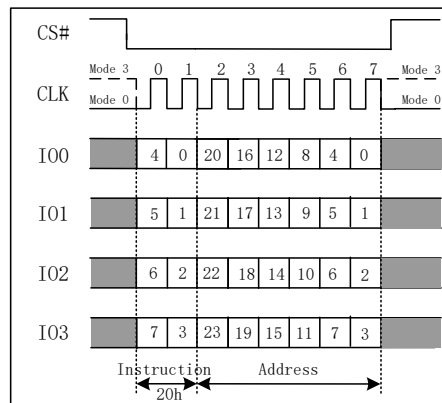 CS#
Mode 3 0 1 2 3 4 5 6 7 Mode 3
CLK
Mode 0 Mode 0
IO0 4 0 20 16 12 8 4 0
IO1 5 1 21 17 13 9 5 1
IO2 6 2 22 18 14 10 6 2
IO3 7 3 23 19 15 11 7 3
Instruction Address
20h